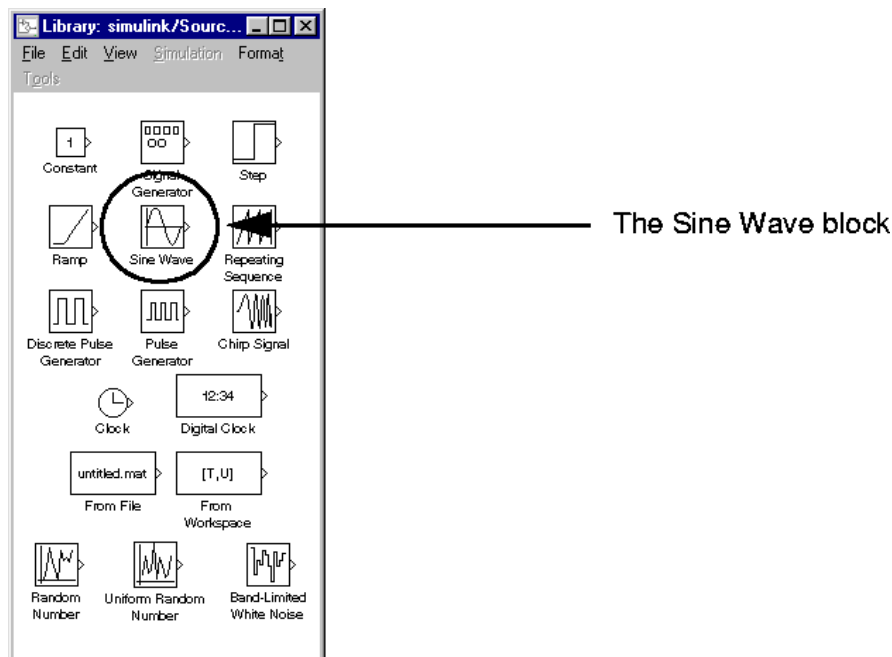 Library: simulink/Sourc...
File Edit View Simulation Format
Tools
1
Constant
Signal
Generator
Step
Ramp
Sine Wave
Repeating
Sequence
The Sine Wave block
Discrete Pulse
Generator
Pulse
Generator
Chirp Signal
Clock
12:34
Digital Clock
untitled.mat
From File
[T,U]
From
Workspace
Random
Number
Uniform Random
Number
Band-Limited
White Noise